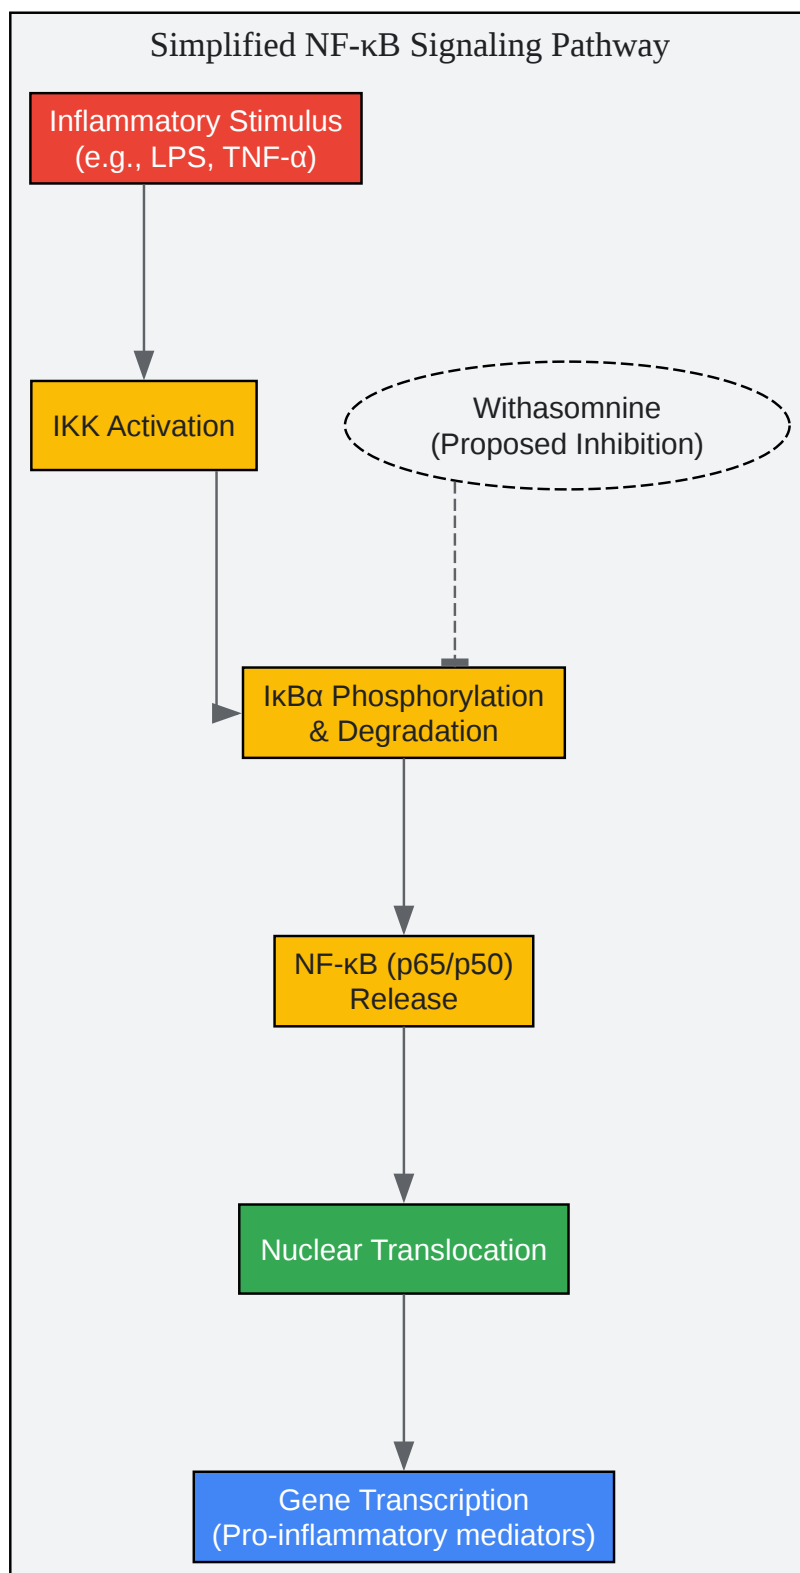 Simplified NF-κB Signaling Pathway
Inflammatory Stimulus
(e.g., LPS, TNF-α)
IKK Activation
Withasomnine
(Proposed Inhibition)
IκBα Phosphorylation
& Degradation
NF-κB (p65/p50)
Release
Nuclear Translocation
Gene Transcription
(Pro-inflammatory mediators)